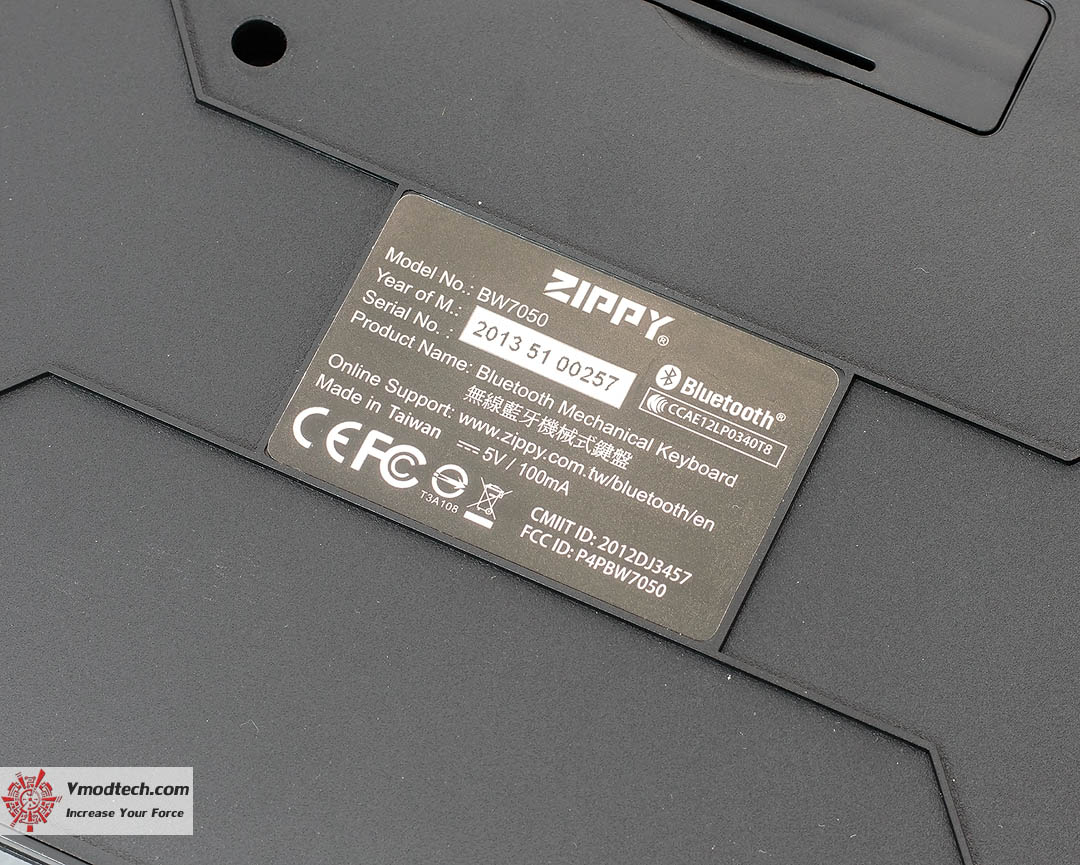 ZIPPY®
Model No.: BW7050
Year of M.:
Serial No. :
2013 51 00257
Bluetooth®
CCAE12LP0340T8
Product Name: Bluetooth Mechanical Keyboard
無線藍牙機械式鍵盤
Online Support: www.zippy.com.tw/bluetooth/en
Made in Taiwan
5V / 100mA
CE FC
T3A108
CMIIT ID: 2012DJ3457
FCC ID: P4PBW7050
Vmodtech.com
Increase Your Force